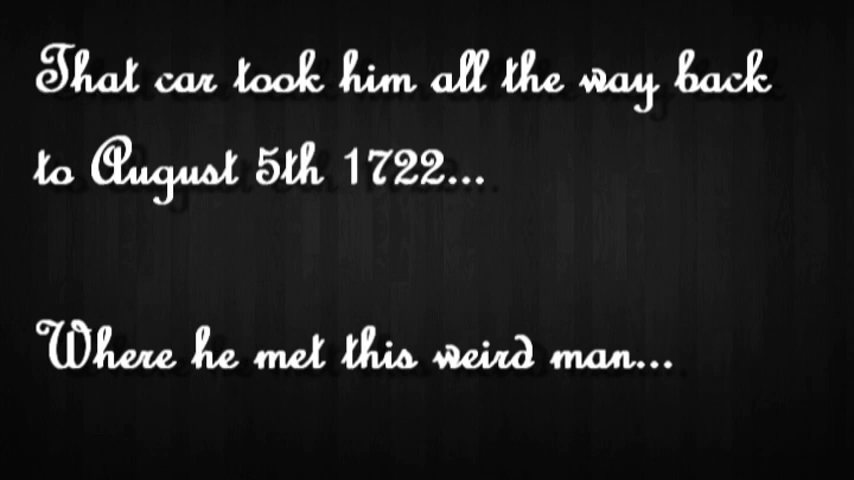 That car took him all the way back
to August 5th 1722...
Where he met this weird man...